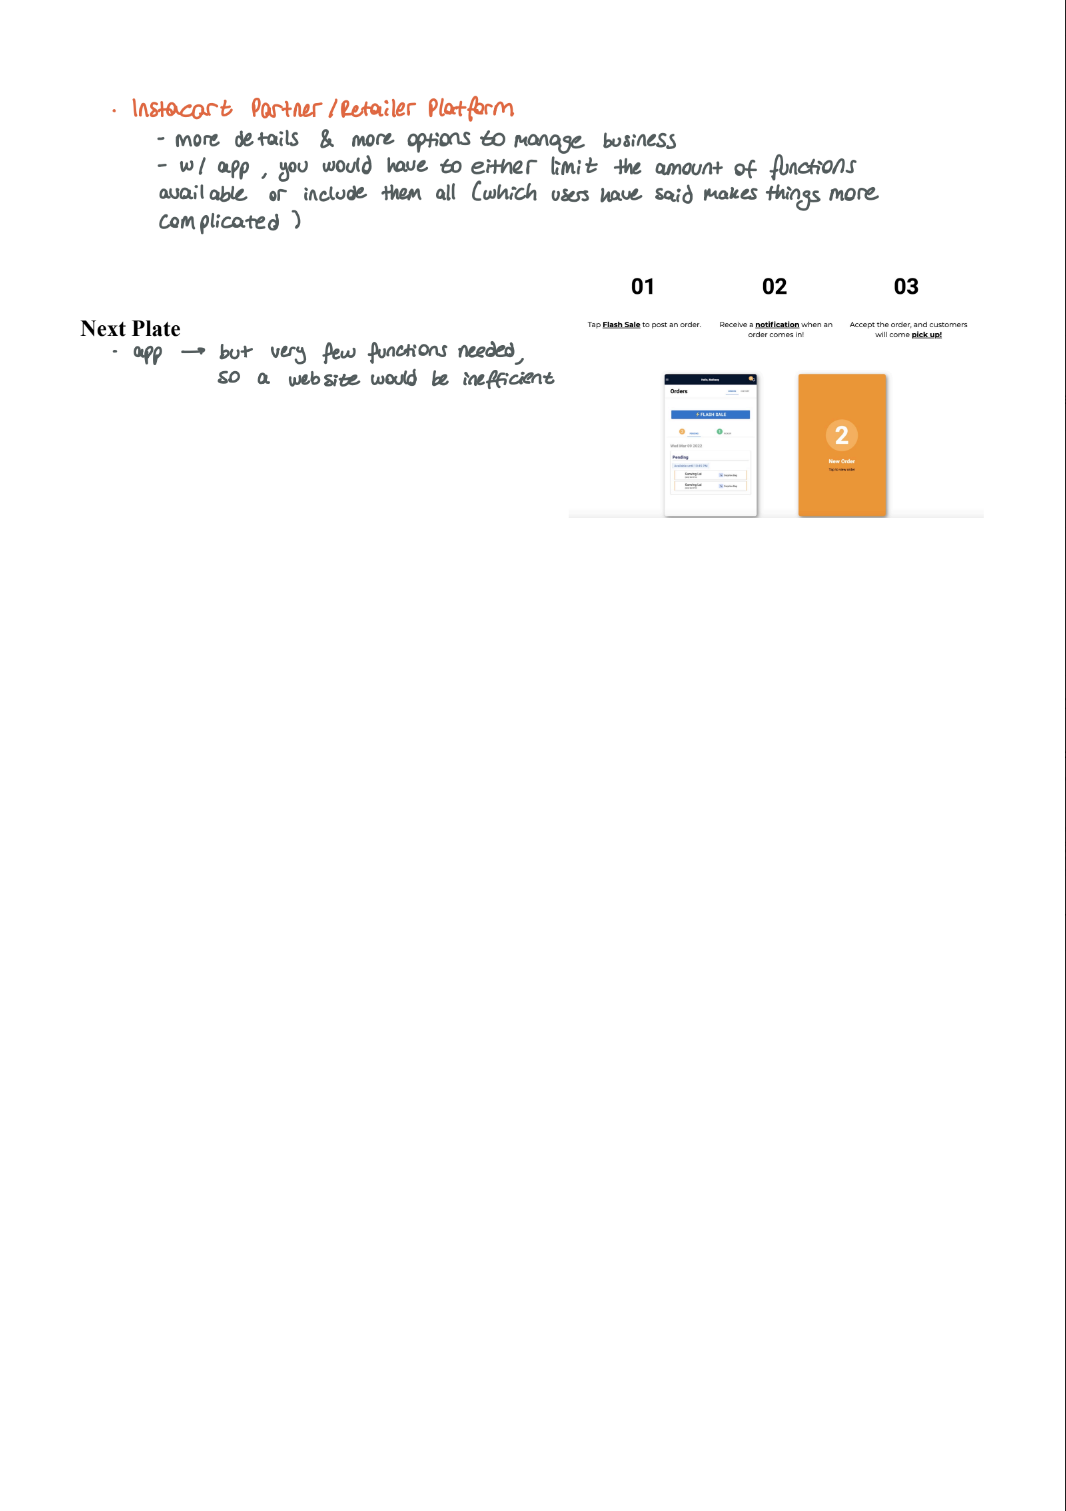 · Instacart Partner/Retailer Platform
- more details & more options to manage business
- w/ app, you would have to either limit the amount of functions
available or include them all (which users have said makes things more
complicated)
01
02
03
Tap Flash Sale to post an order.
Receive a notification when an
order comes in!
Accept the order, and customers
will come pick up!
Next Plate
· app → but very few functions needed,
so a website would be inefficient
Orders
⚡ FLASH SALE
Pending
2
New Order
Tap to view order